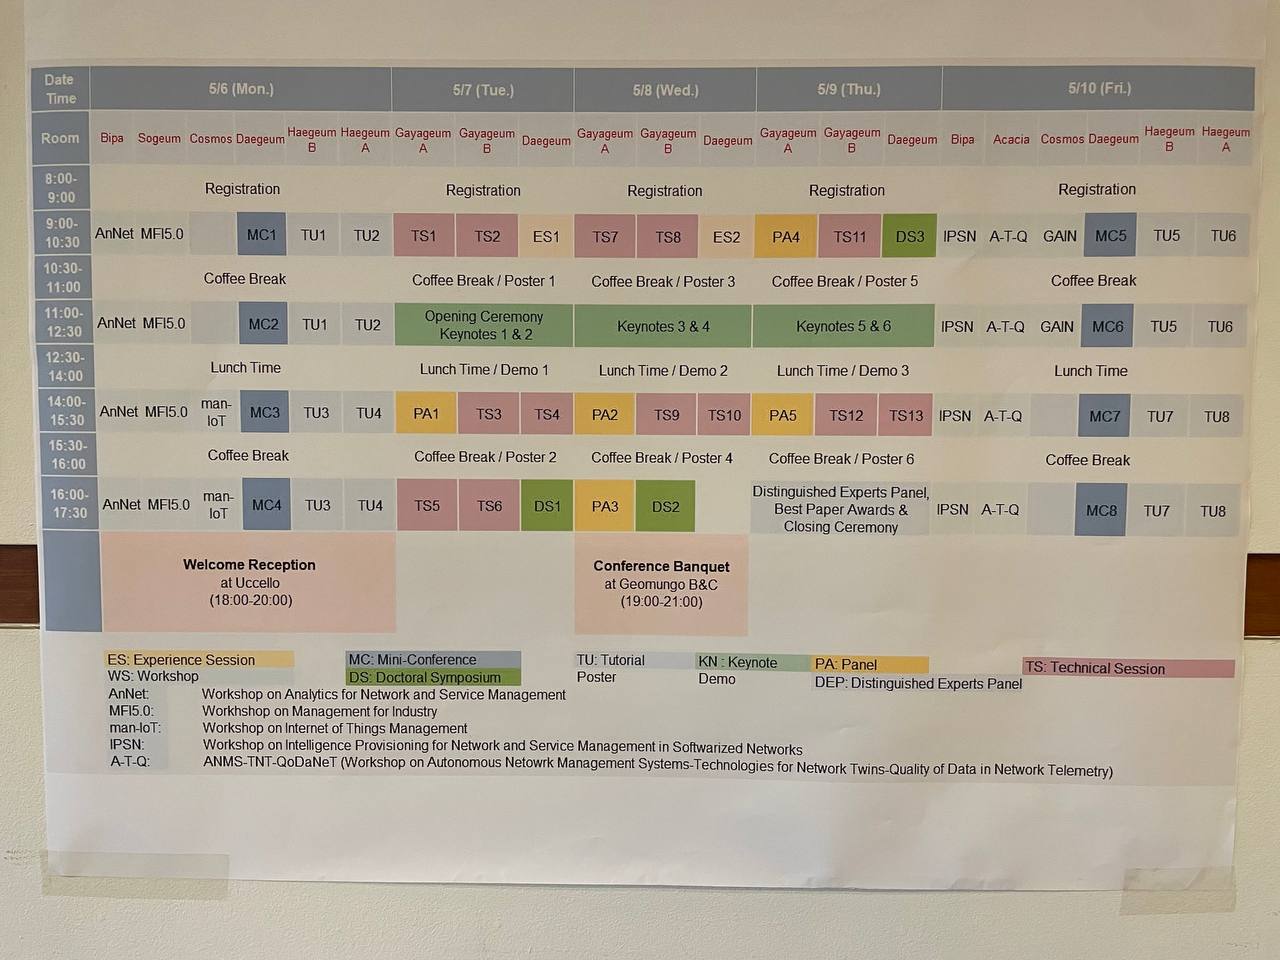 Date Time 5/6 (Mon.) 5/7 (Tue.) 5/8 (Wed.) 5/9 (Thu.) 5/10 (Fri.)
Room Bipa Sogeum Cosmos Daegeum Haegeum B Haegeum A Gayageum A Gayageum B Daegeum Gayageum A Gayageum B Daegeum Gayageum A Gayageum B Daegeum Bipa Acacia Cosmos Daegeum Haegeum B Haegeum A
8:00-9:00 Registration Registration Registration Registration Registration
9:00-10:30 AnNet MFI5.0 MC1 TU1 TU2 TS1 TS2 ES1 TS7 TS8 ES2 PA4 TS11 DS3 IPSN A-T-Q GAIN MC5 TU5 TU6
10:30-11:00 Coffee Break Coffee Break / Poster 1 Coffee Break / Poster 3 Coffee Break / Poster 5 Coffee Break
11:00-12:30 AnNet MFI5.0 MC2 TU1 TU2 Opening Ceremony Keynotes 1 & 2 Keynotes 3 & 4 Keynotes 5 & 6 IPSN A-T-Q GAIN MC6 TU5 TU6
12:30-14:00 Lunch Time Lunch Time / Demo 1 Lunch Time / Demo 2 Lunch Time / Demo 3 Lunch Time
14:00-15:30 AnNet MFI5.0 man-IoT MC3 TU3 TU4 PA1 TS3 TS4 PA2 TS9 TS10 PA5 TS12 TS13 IPSN A-T-Q MC7 TU7 TU8
15:30-16:00 Coffee Break Coffee Break / Poster 2 Coffee Break / Poster 4 Coffee Break / Poster 6 Coffee Break
16:00-17:30 AnNet MFI5.0 man-IoT MC4 TU3 TU4 TS5 TS6 DS1 PA3 DS2 Distinguished Experts Panel, Best Paper Awards & Closing Ceremony IPSN A-T-Q MC8 TU7 TU8
Welcome Reception
at Uccello
(18:00-20:00)
Conference Banquet
at Geomungo B&C
(19:00-21:00)
ES: Experience Session MC: Mini-Conference TU: Tutorial KN : Keynote PA: Panel TS: Technical Session
WS: Workshop DS: Doctoral Symposium Poster Demo DEP: Distinguished Experts Panel
AnNet: Workshop on Analytics for Network and Service Management
MFI5.0: Workhshop on Management for Industry
man-IoT: Workshop on Internet of Things Management
IPSN: Workshop on Intelligence Provisioning for Network and Service Management in Softwarized Networks
A-T-Q: ANMS-TNT-QoDaNeT (Workshop on Autonomous Netowrk Management Systems-Technologies for Network Twins-Quality of Data in Network Telemetry)